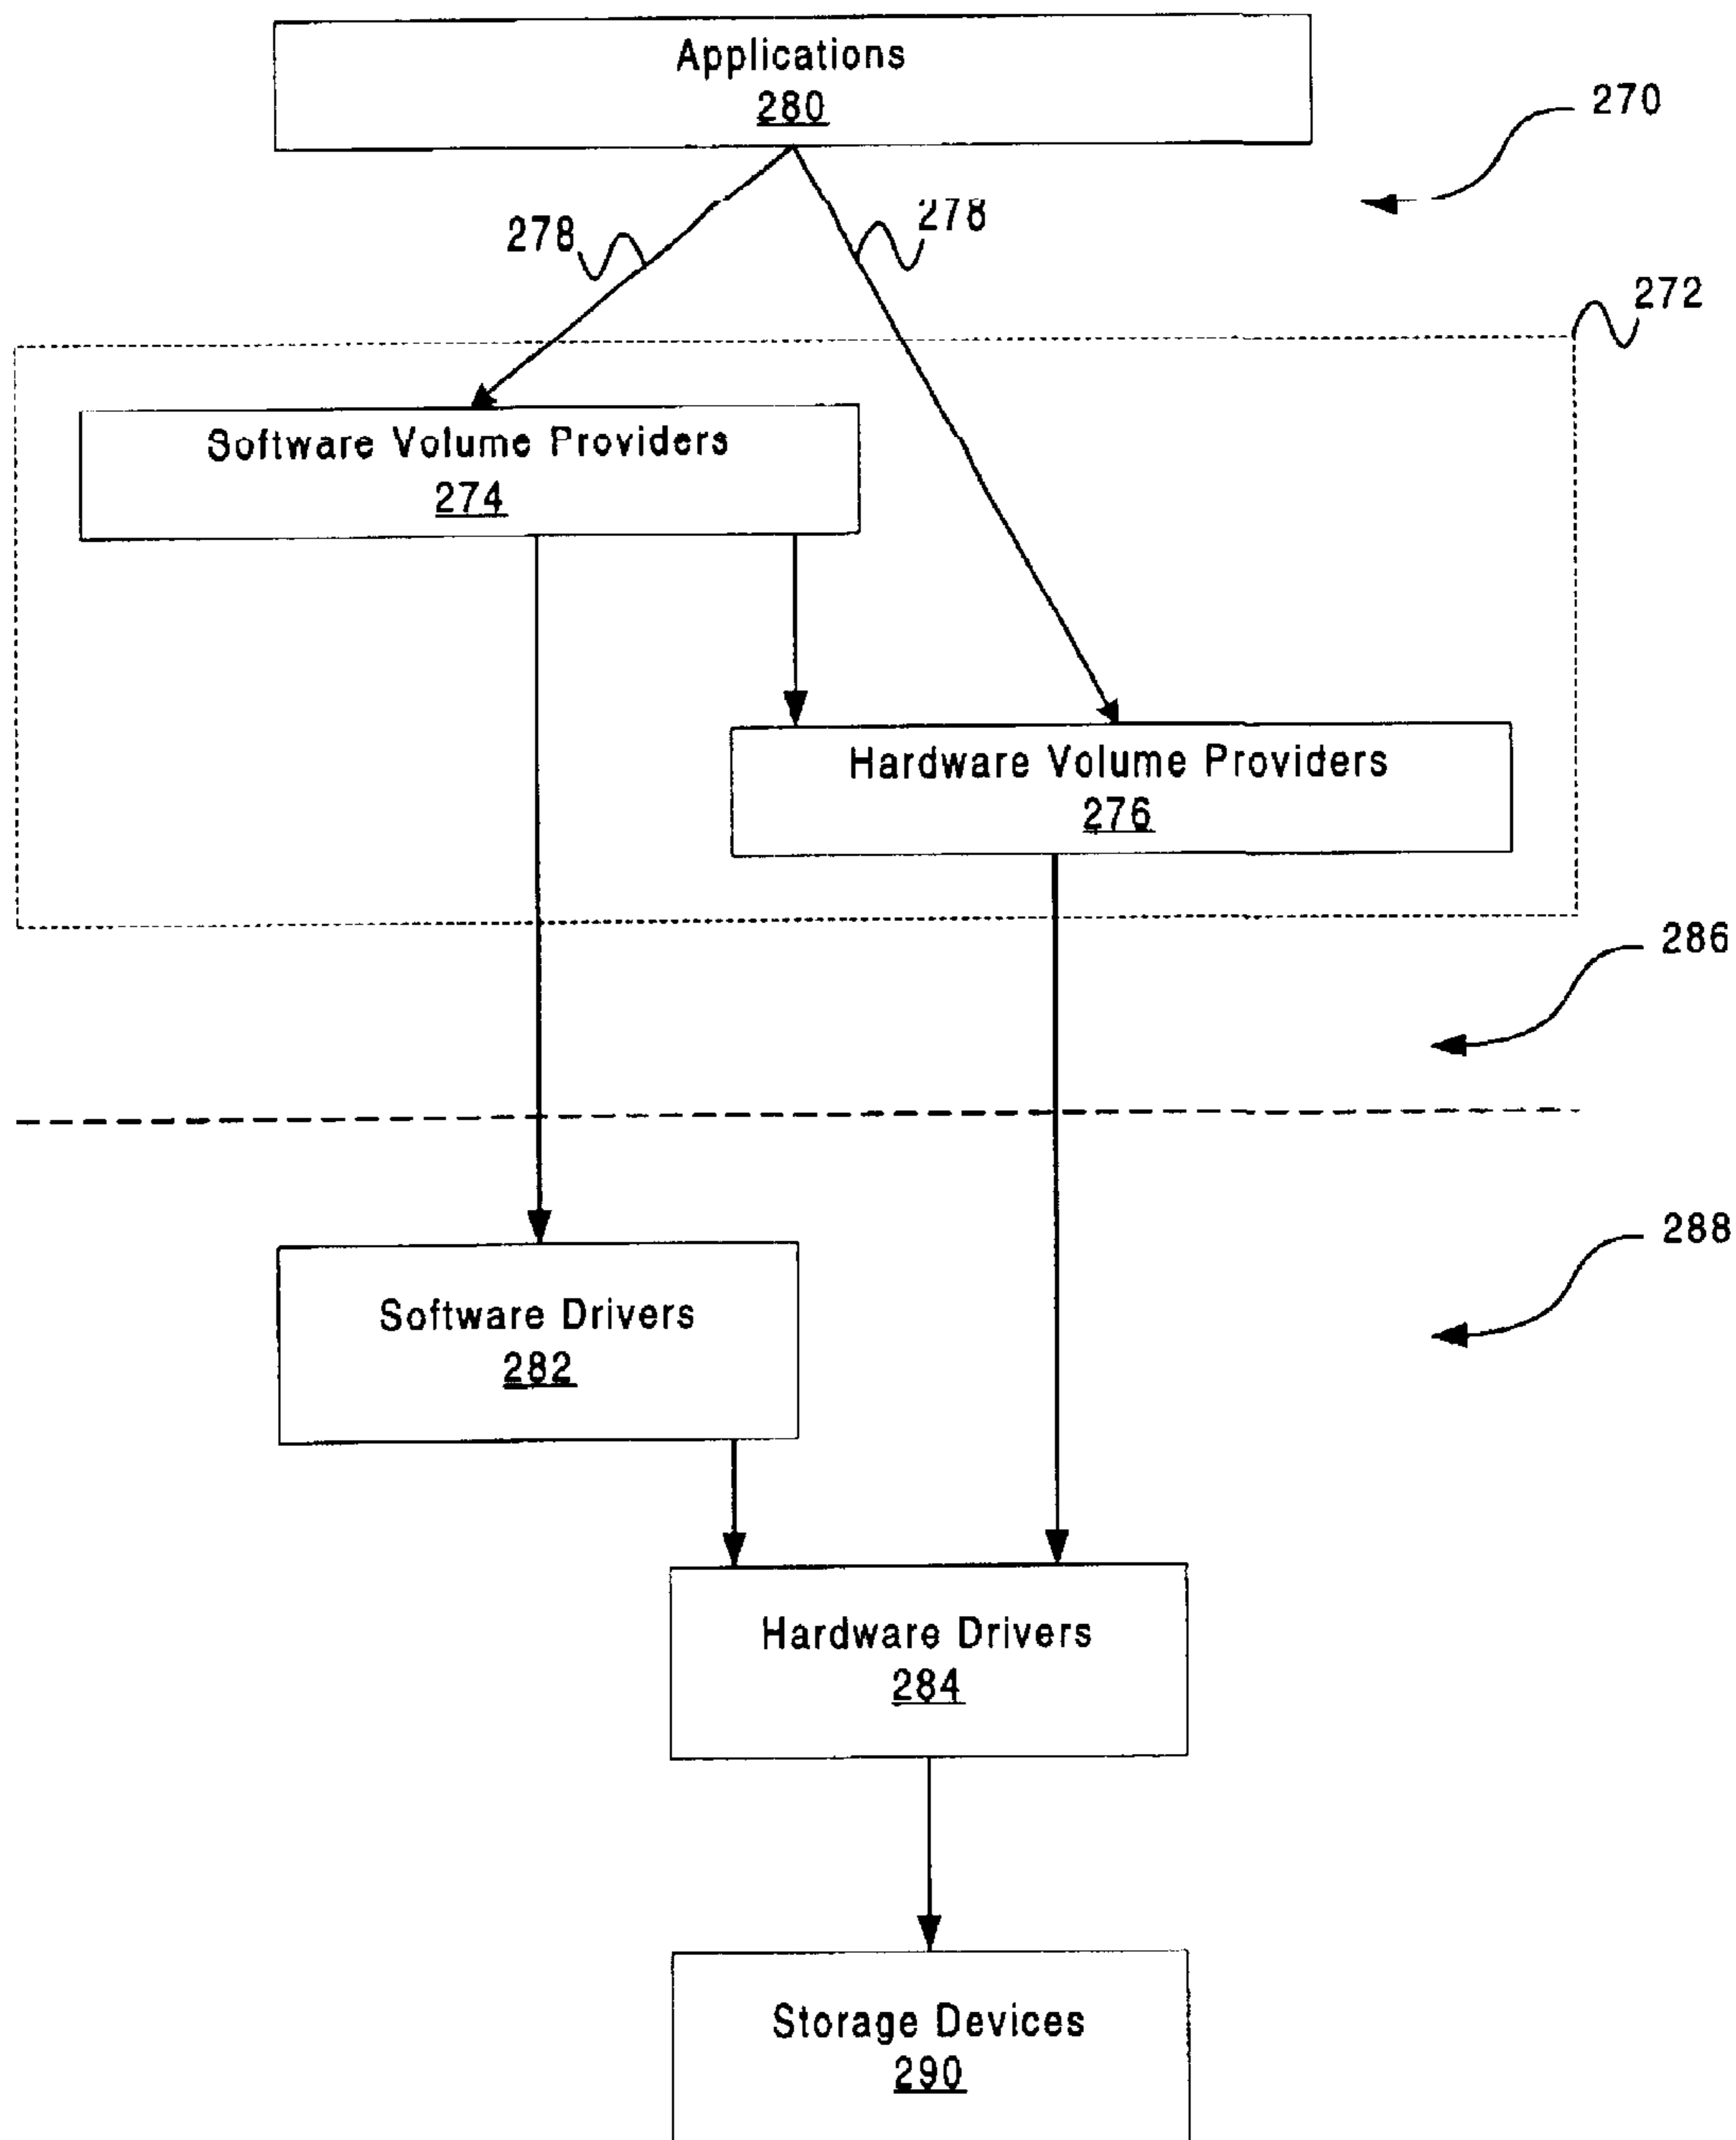 Applications
280
270
278
278
272
Software Volume Providers
274
Hardware Volume Providers
276
286
288
Software Drivers
282
Hardware Drivers
284
Storage Devices
290